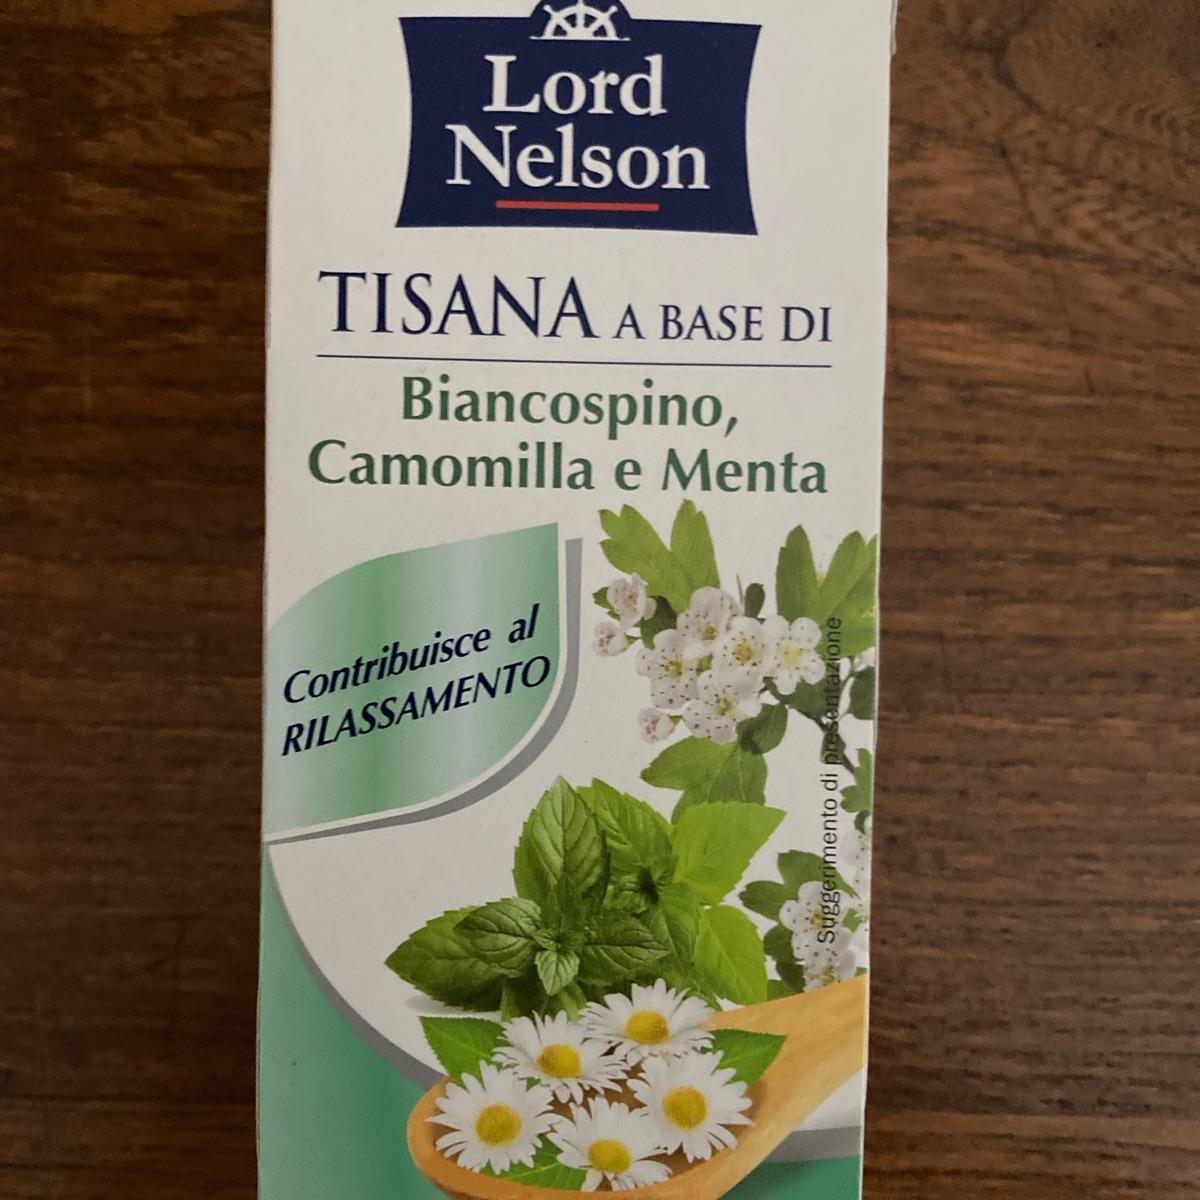 Lord
Nelson
TISANA A BASE DI
Biancospino,
Camomilla e Menta
Contribuisce al
RILASSAMENTO
Suggerimento di presentazione